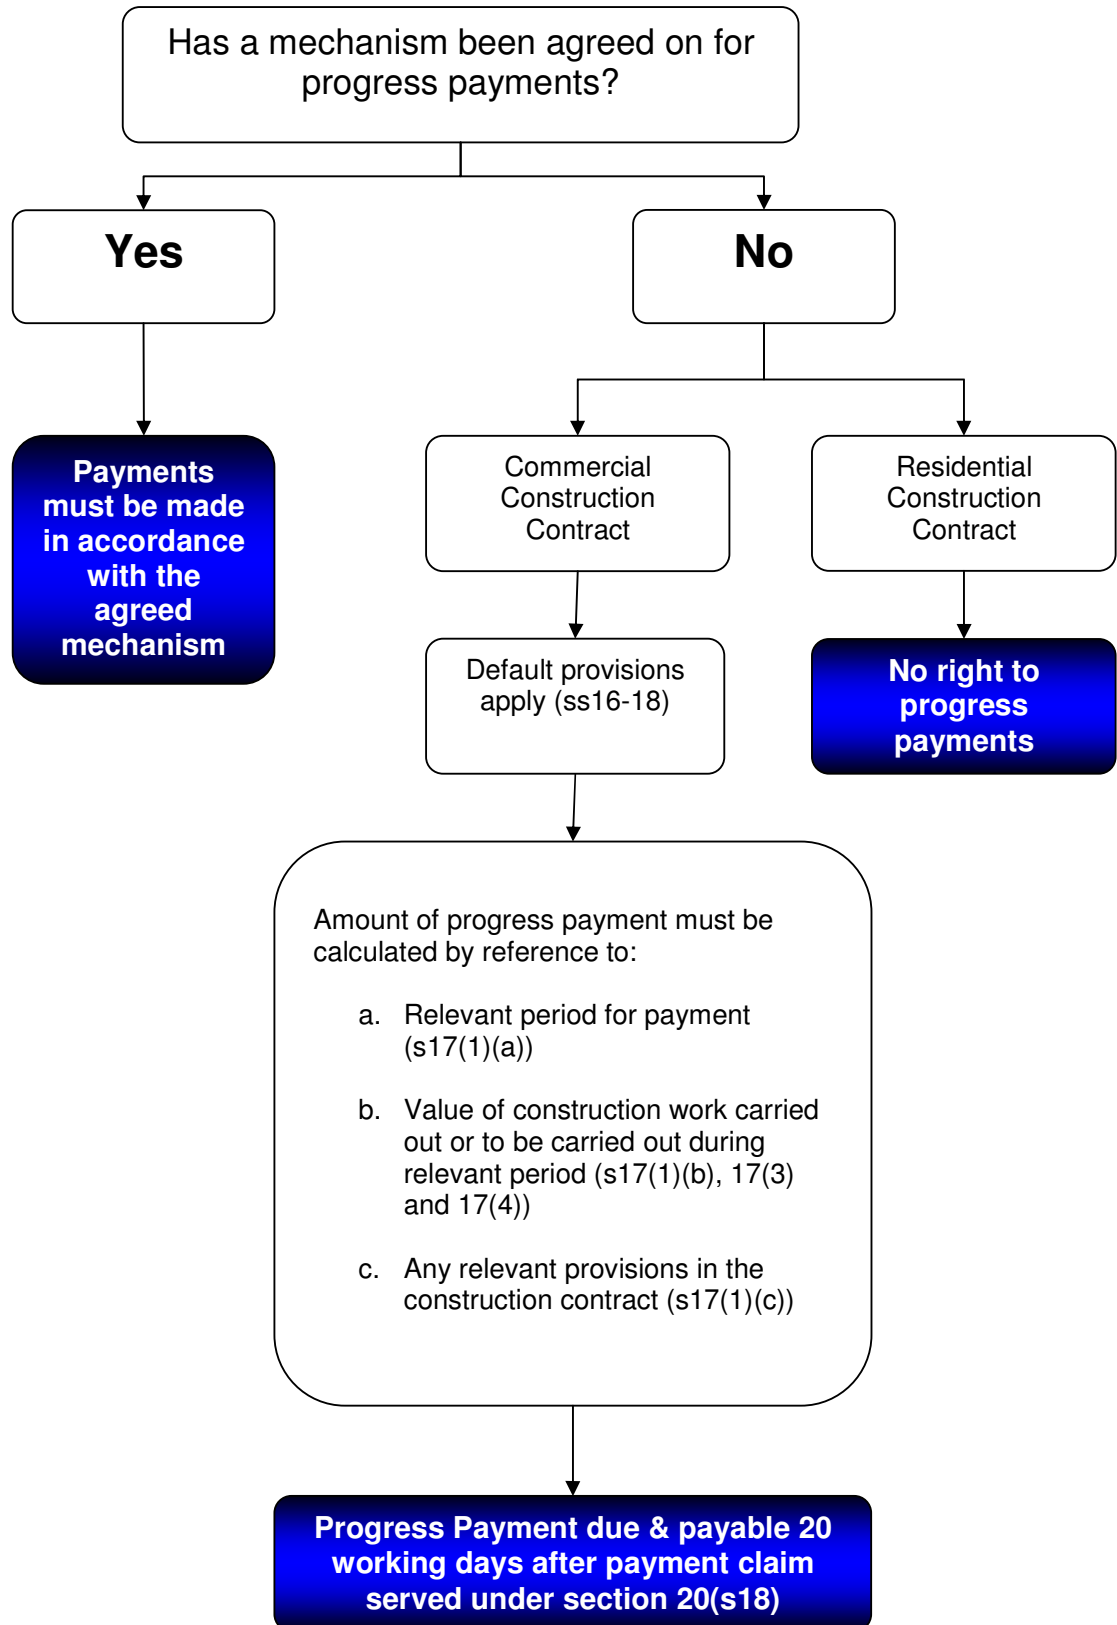 Has a mechanism been agreed on for
progress payments?
Yes
No
Payments
must be made
in accordance
with the
agreed
mechanism
Commercial
Construction
Contract
Residential
Construction
Contract
Default provisions
apply (ss16-18)
No right to
progress
payments
Amount of progress payment must be
calculated by reference to:
a. Relevant period for payment
(s17(1)(a))
b. Value of construction work carried
out or to be carried out during
relevant period (s17(1)(b), 17(3)
and 17(4))
c. Any relevant provisions in the
construction contract (s17(1)(c))
Progress Payment due & payable 20
working days after payment claim
served under section 20(s18)